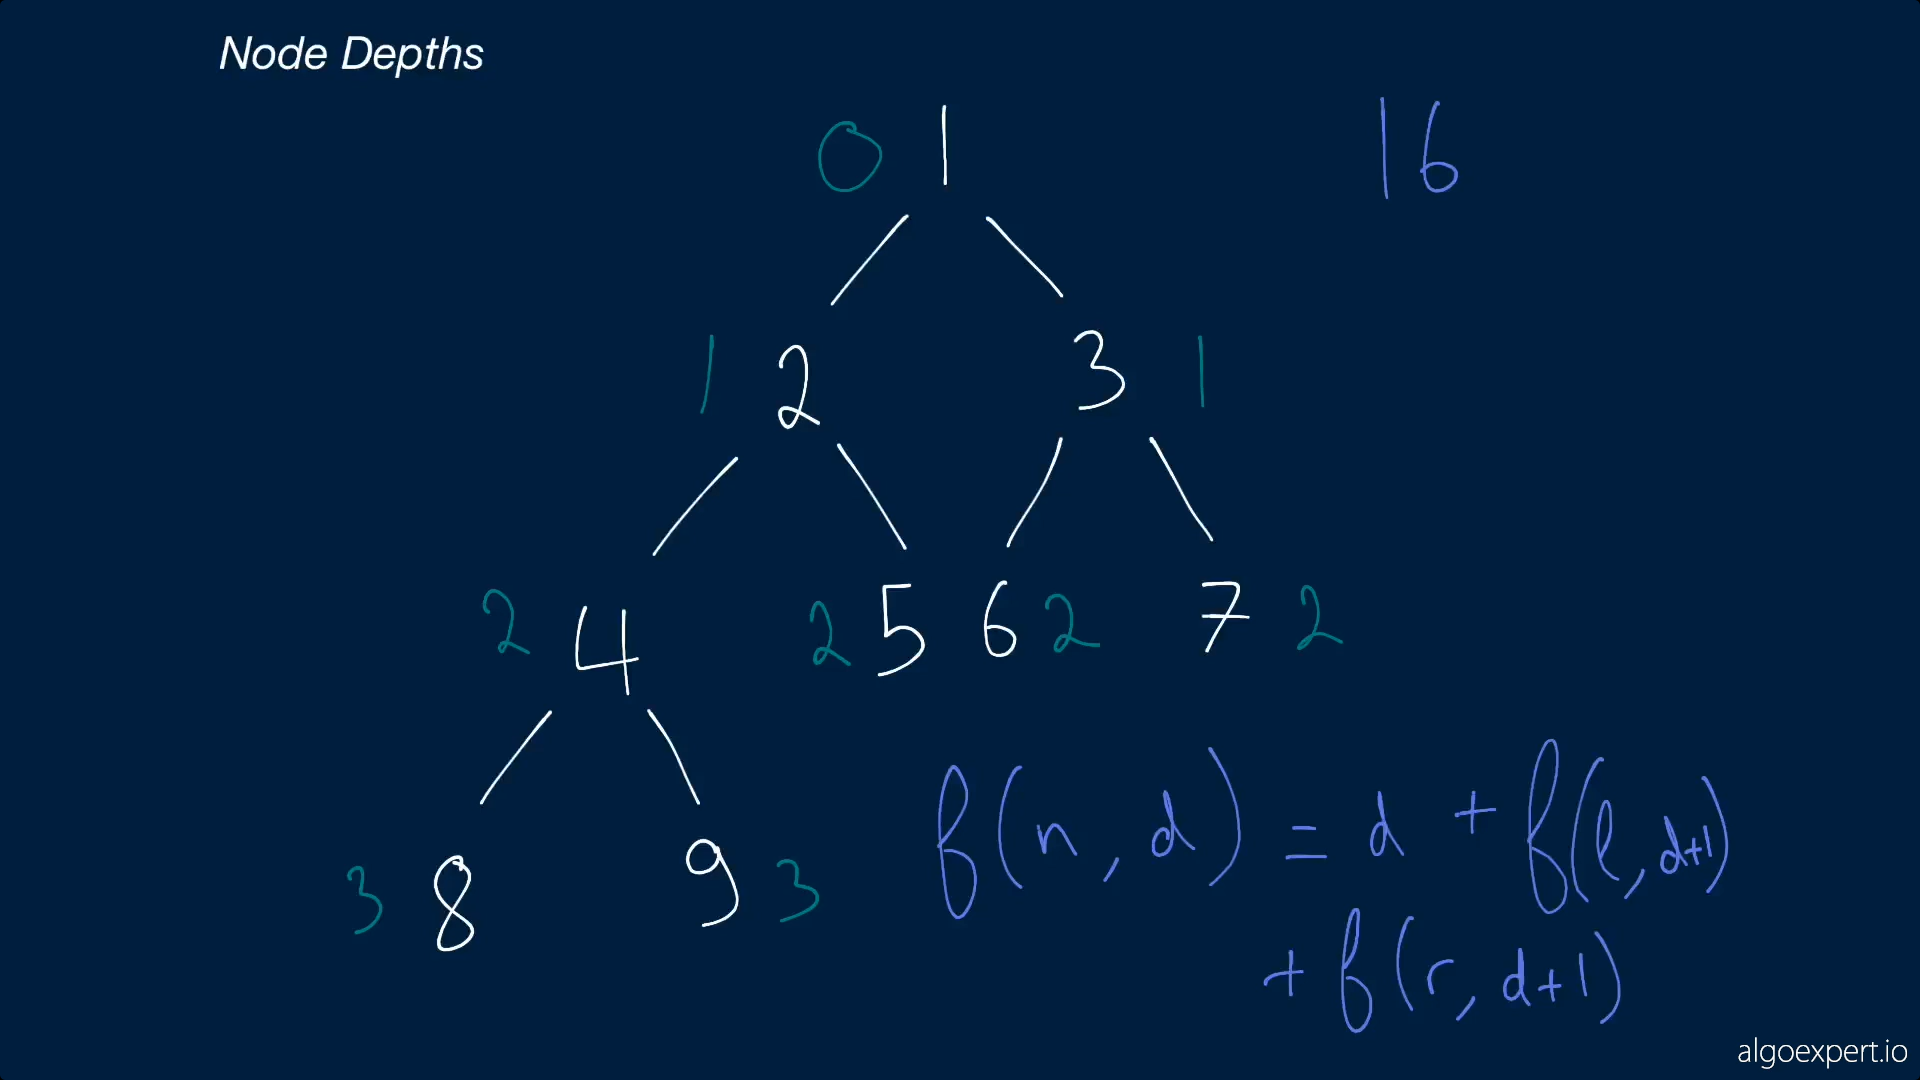 Node Depths
0 1 16
1 2 3 1
2 4 2 5 6 2 7 2
f(n, d) = d + f(l, d+1)
3 8 9 3
+ f(r, d+1)
algoexpert.io